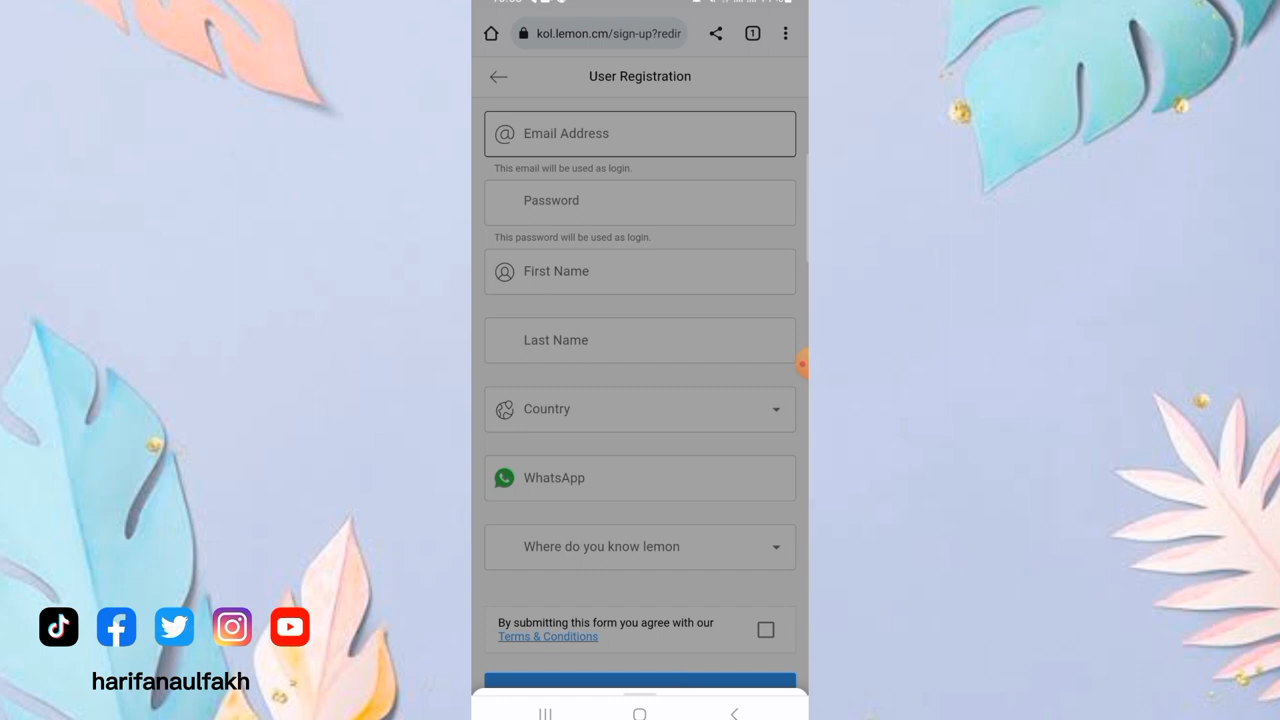 kol.lemon.cm/sign-up?redir
1
User Registration
Email Address
This email will be used as login.
Password
This password will be used as login.
First Name
Last Name
Country
WhatsApp
Where do you know lemon
By submitting this form you agree with our
Terms & Conditions
harifanaulfakh